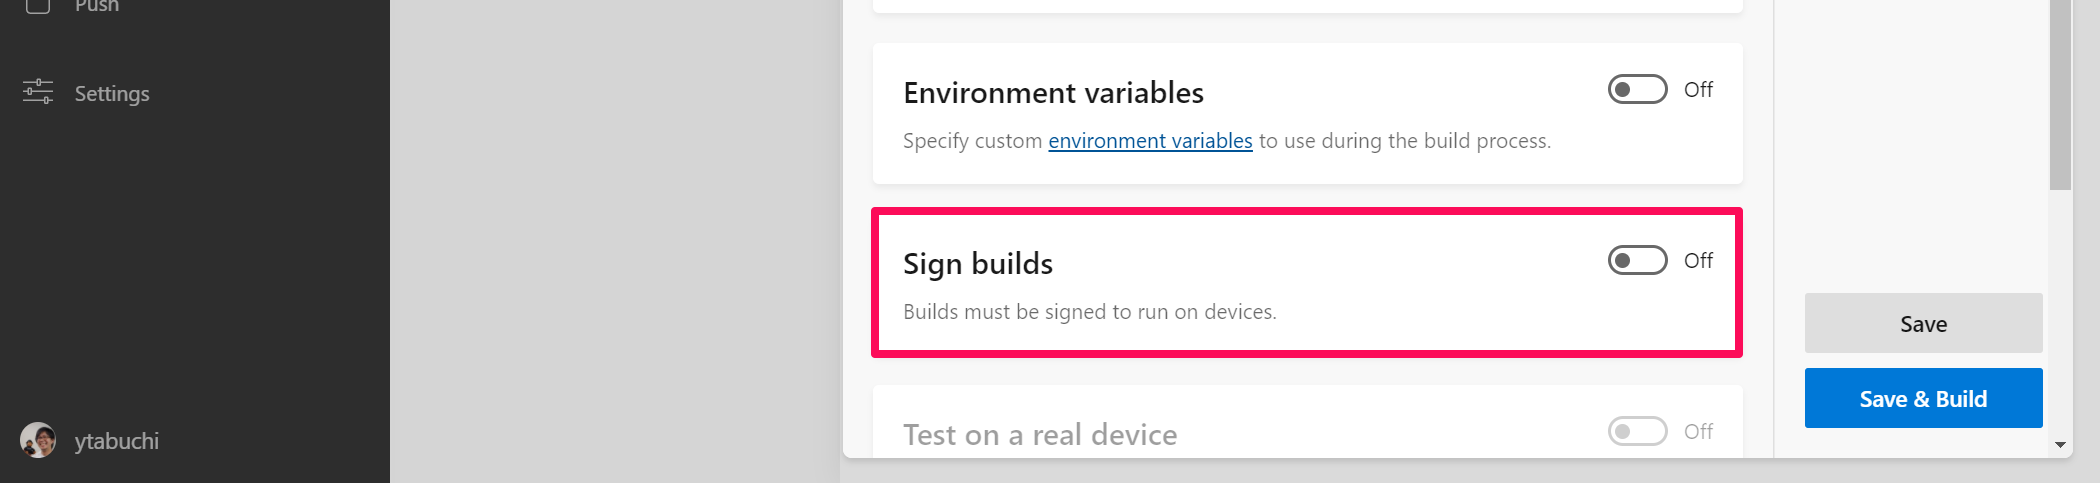 Push
Settings
ytabuchi
Environment variables
Off
Specify custom environment variables to use during the build process.
Sign builds
Off
Builds must be signed to run on devices.
Test on a real device
Off
Save
Save & Build